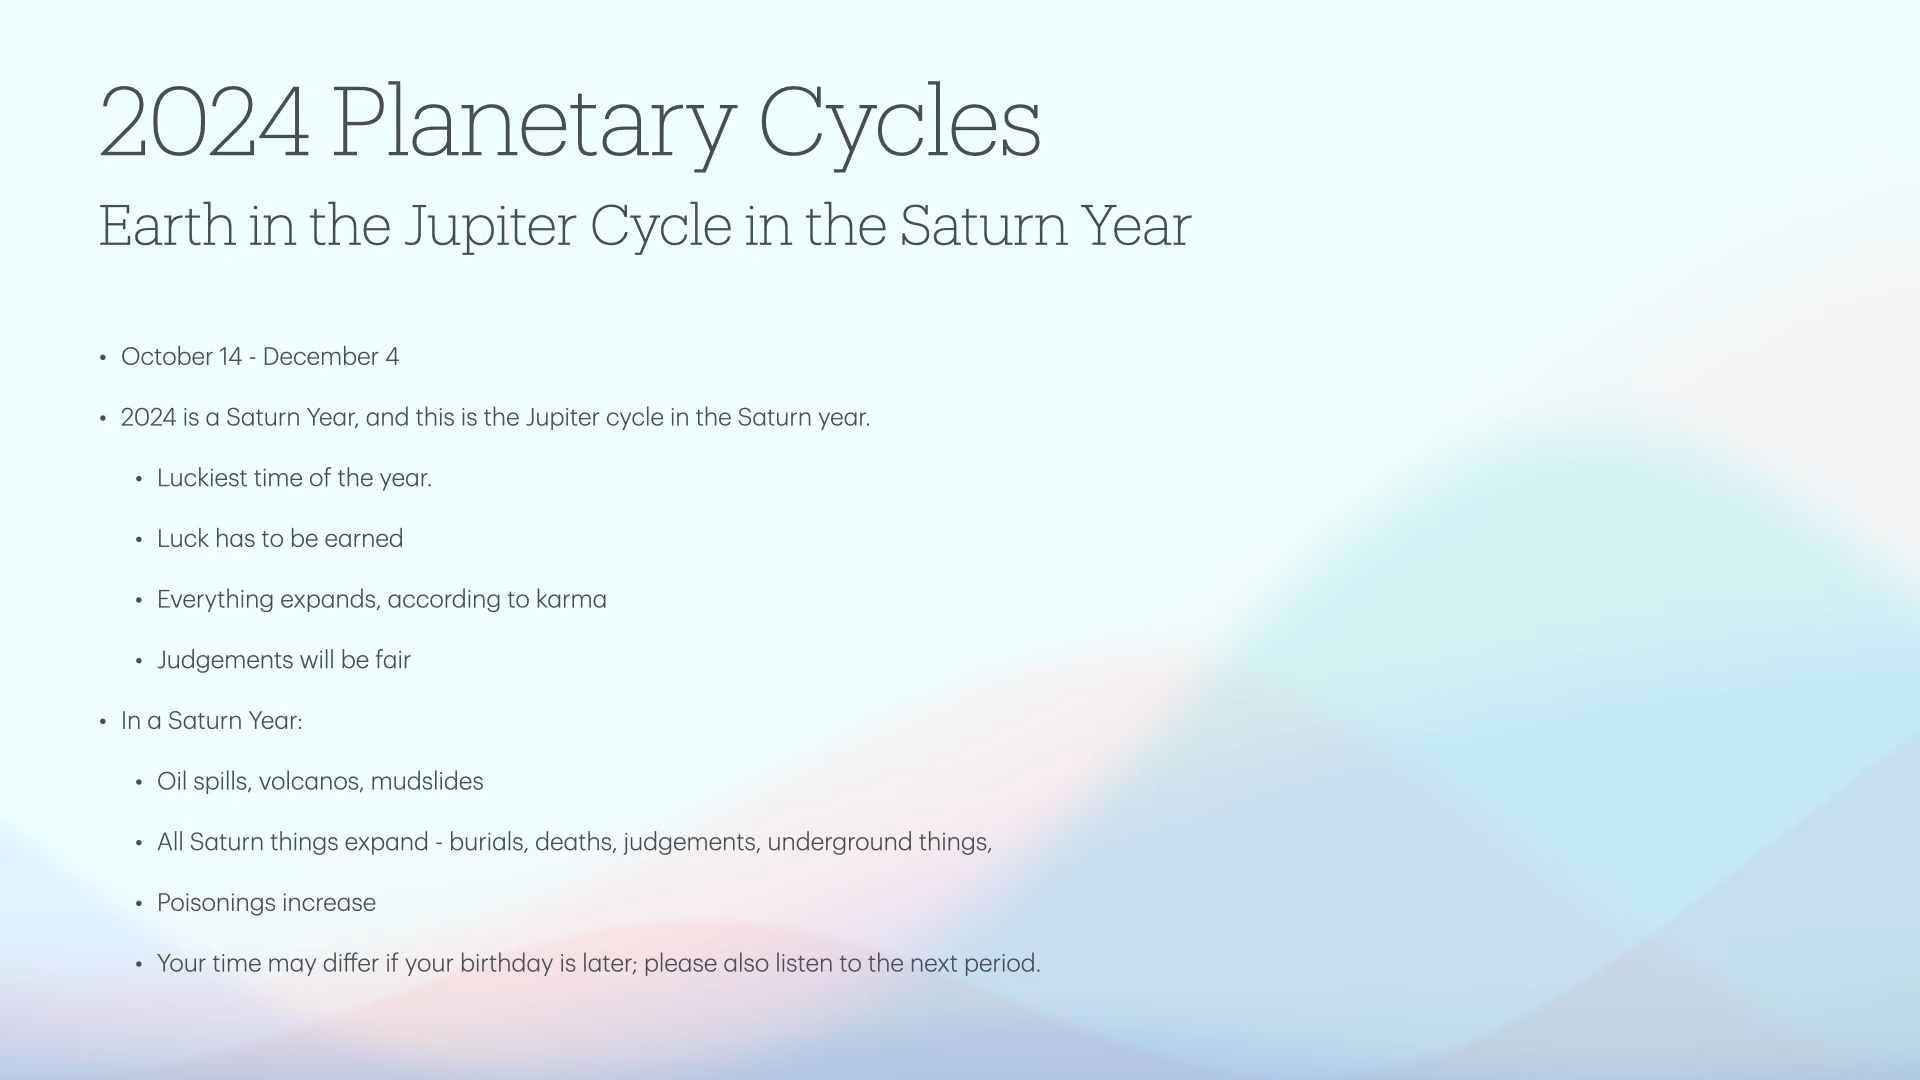 2024 Planetary Cycles
Earth in the Jupiter Cycle in the Saturn Year
• October 14 - December 4
• 2024 is a Saturn Year, and this is the Jupiter cycle in the Saturn year.
• Luckiest time of the year.
• Luck has to be earned
• Everything expands, according to karma
• Judgements will be fair
• In a Saturn Year:
• Oil spills, volcanos, mudslides
• All Saturn things expand - burials, deaths, judgements, underground things,
• Poisonings increase
• Your time may differ if your birthday is later; please also listen to the next period.